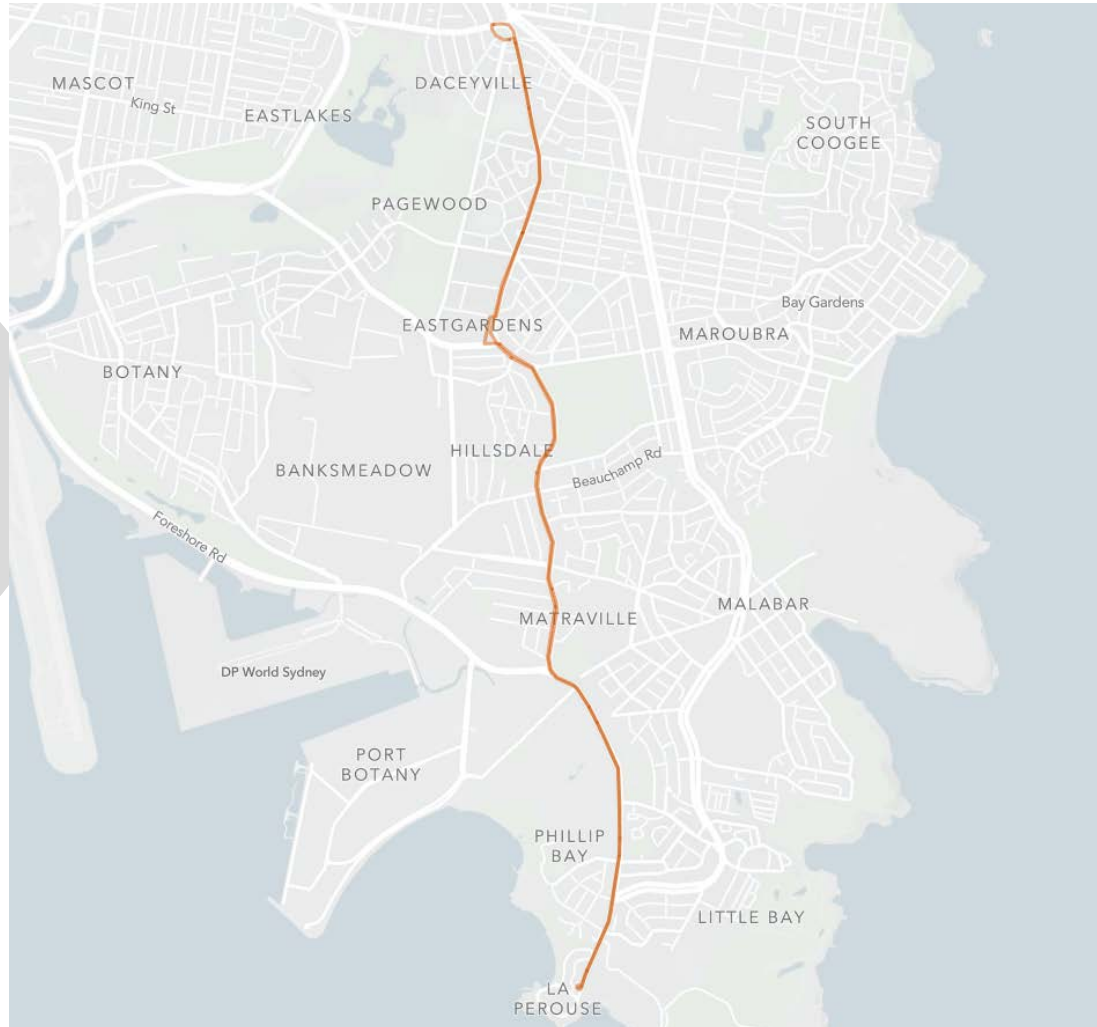 MASCOT
King St
DACEYVILLE
EASTLAKES
SOUTH
COOGEE
PAGEWOOD
Bay Gardens
EASTGARDENS
MAROUBRA
BOTANY
HILLSDALE
BANKSMEADOW
Beauchamp Rd
Foreshore Rd
MALABAR
MATRAVILLE
DP World Sydney
PORT
BOTANY
PHILLIP
BAY
LITTLE BAY
LA
PEROUSE